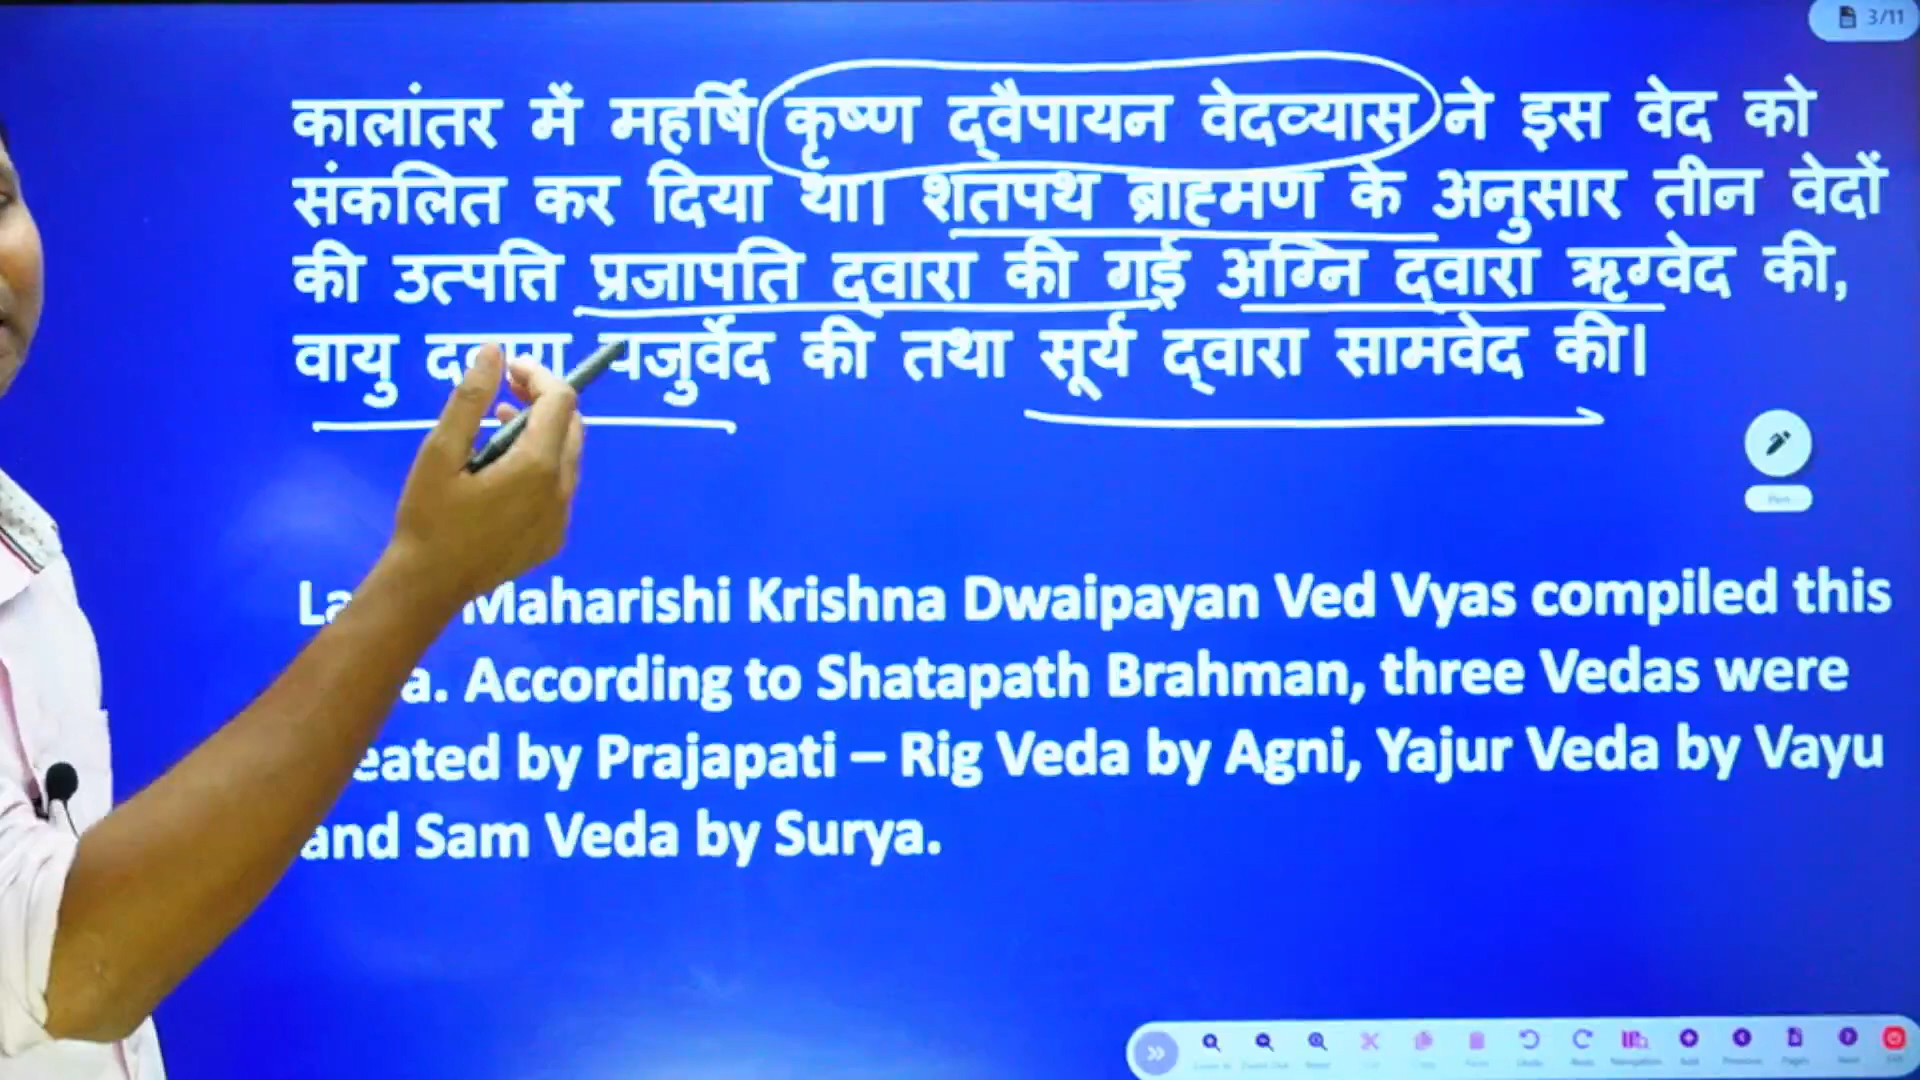 3/11
कालांतर में महर्षि कृष्ण द्वैपायन वेदव्यास ने इस वेद को
संकलित कर दिया था। शतपथ ब्राह्मण के अनुसार तीन वेदों
की उत्पत्ति प्रजापति द्वारा की गई अग्नि द्वारा ऋग्वेद की,
वायु द्वारा यजुर्वेद की तथा सूर्य द्वारा सामवेद की।
Maharishi Krishna Dwaipayan Ved Vyas compiled this
According to Shatapath Brahman, three Vedas were
by Prajapati – Rig Veda by Agni, Yajur Veda by Vayu
and Sam Veda by Surya.